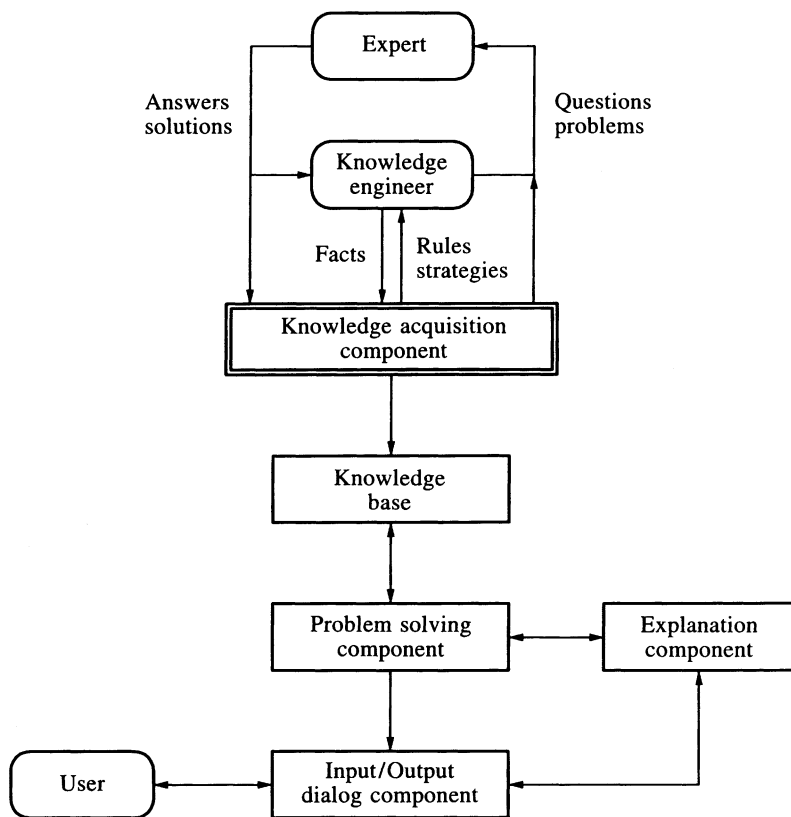 Expert
Answers
solutions
Questions
problems
Knowledge
engineer
Facts
Rules
strategies
Knowledge acquisition
component
Knowledge
base
Problem solving
component
Explanation
component
User
Input/Output
dialog component